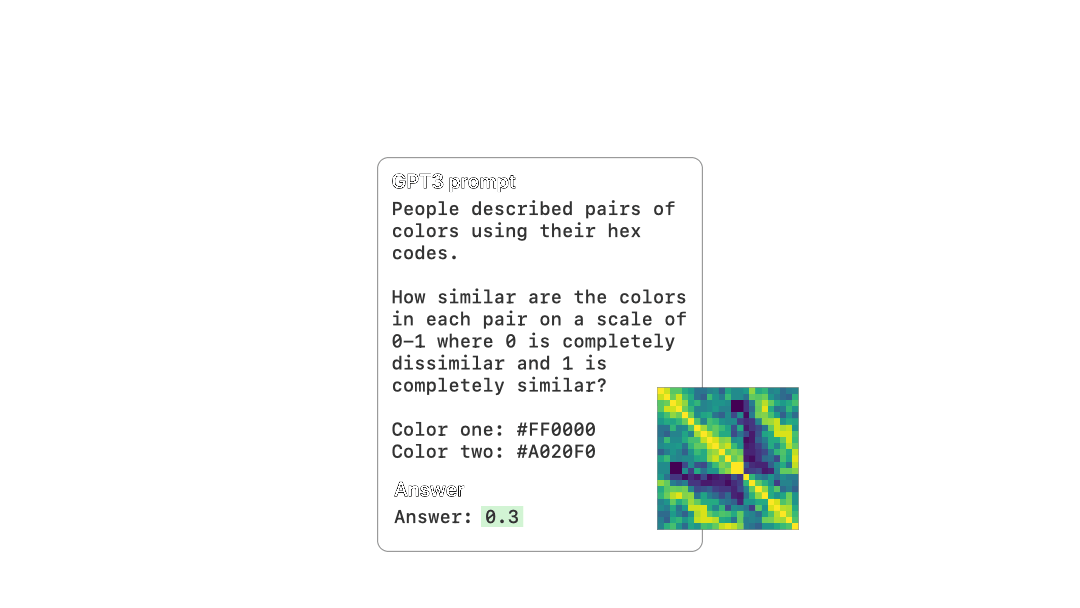 GPT3 prompt
People described pairs of
colors using their hex
codes.
How similar are the colors
in each pair on a scale of
0–1 where 0 is completely
dissimilar and 1 is
completely similar?
Color one: #FF0000
Color two: #A020F0
Answer
Answer: 0.3